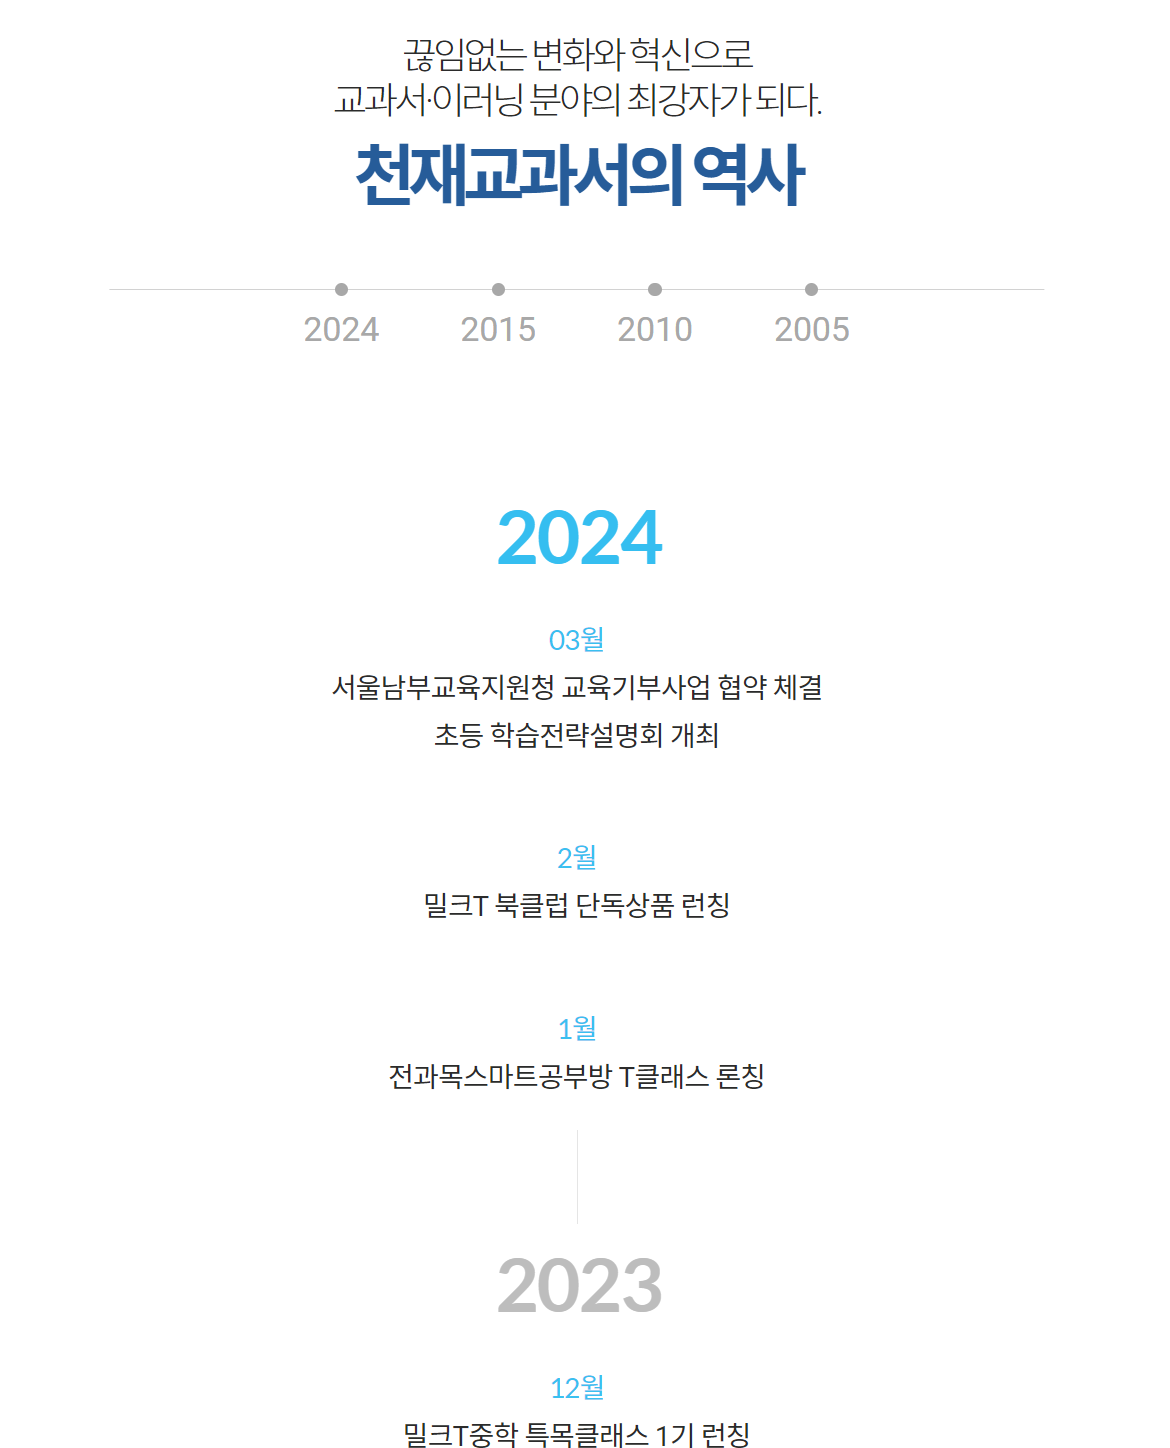 끊임없는 변화와 혁신으로
교과서·이러닝 분야의 최강자가 되다.
천재교과서의 역사
2024 2015 2010 2005
2024
03월
서울남부교육지원청 교육기부사업 협약 체결
초등 학습전략설명회 개최
2월
밀크T 북클럽 단독상품 런칭
1월
전과목스마트공부방 T클래스 론칭
2023
12월
밀크T중학 특목클래스 1기 런칭